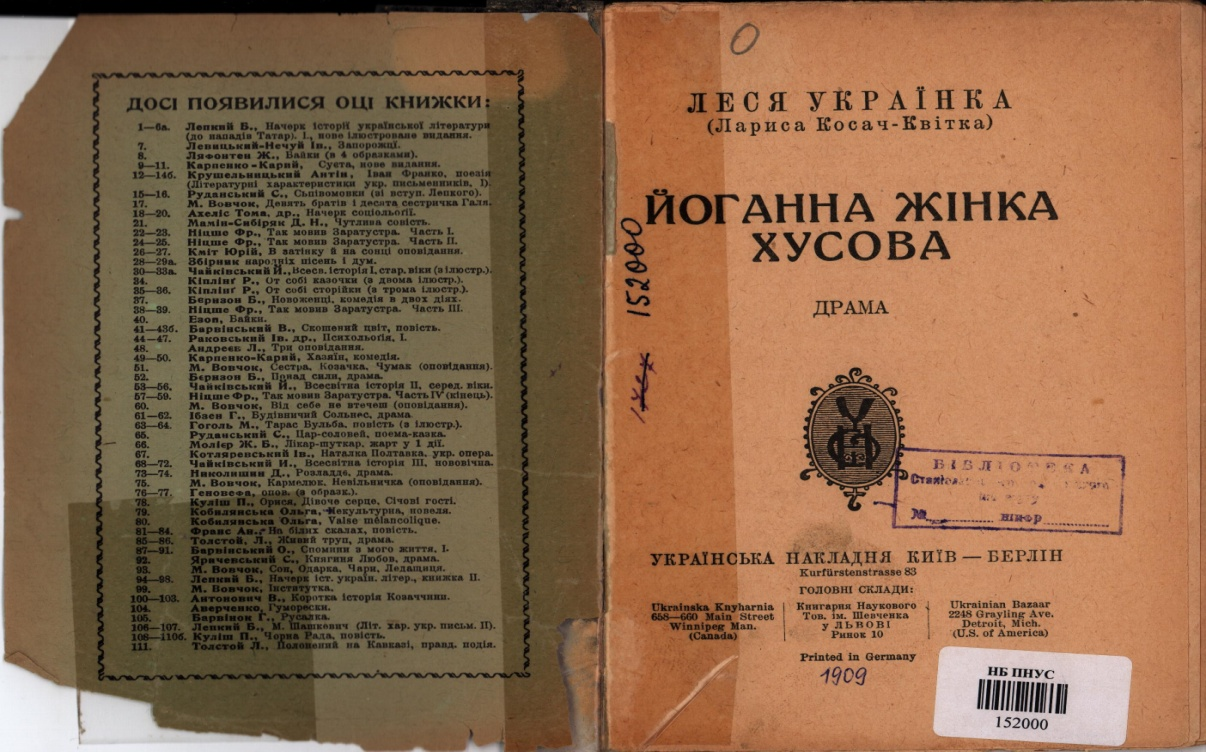 ДОСІ ПОЯВИЛИСЯ ОЦІ КНИЖКИ:
1—6а. Лепкий Б., Начерк історії української літератури
(до нападів Татар). І., нове ілюстроване видання.
7. Левицький-Нечуй Ів., Запорожці.
8. Ляфонтен Ж., Байки (в 4 образками).
9—11. Карпенко-Карий, Суєта, нове видання.
12—14б. Крушельницький Антін, Іван Франко, поезія
(Літературні характеристики укр. письменників, І).
15—16. Руданський С., Сьпівомовки (зі вступ. Лепкого).
17. М. Вовчок, Девять братів і десята сестричка Галя.
18—20. Ахеліс Тома, др., Начерк соціольоґії.
21. Мамін-Сибіряк Д. Н., Чутлива совість.
22—23. Ніцше Фр., Так мовив Заратустра. Часть І.
24—25. Ніцше Фр., Так мовив Заратустра. Часть ІІ.
26—27. Кміт Юрій, В затінку й на сонці оповідання.
28—29а. Збірник народніх пісень і дум.
30—33а. Чайківський Й., Всесв. історія І, стар. віки (з ілюстр.).
34. Кіплінґ Р., От собі казочки (з двома ілюстр.).
35—36. Кіплінґ Р., От собі сторійки (з трома ілюстр.).
37. Бєрнзон Б., Новоженці, комедія в двох діях.
38—39. Ніцше Фр., Так мовив Заратустра. Часть ІІІ.
40. Езоп, Байки.
41—43б. Барвінський В., Скошений цвіт, повість.
44—47. Раковський Ів. др., Психольоґія, І.
48. Андреєв Л., Три оповідання.
49—50. Карпенко-Карий, Хазяїн, комедія.
51. М. Вовчок, Сестра, Козачка, Чумак (оповідання).
52. Бєрнзон Б., Понад сили, драма.
53—56. Чайківський Й., Всесвітна історія ІІ, серед. віки.
57—59. Ніцше Фр., Так мовив Заратустра. Часть IV (кінець).
60. М. Вовчок, Від себе не втечеш (оповідання).
61—62. Ібзен Г., Будівничий Сольнес, драма
63—64. Гоголь М., Тарас Бульба, повість (з ілюстр.).
65. Руданський С., Цар-соловей, поема-казка.
66. Молієр Ж. Б., Лікар-шуткар, жарт у 1 дії.
67. Котляревський Ів., Наталка Полтавка, укр. опера.
68—72. Чайківський Й., Всесвітна історія ІІІ, нововічна.
73—74. Николишин Д., Розладдє, драма.
75. М. Вовчок, Кармелюк, Невільничка (оповідання).
76—77. Геновефа, опов. (з образк.).
78. Куліш П., Орися, Дівоче серце, Січові гості.
79. Кобилянська Ольга, Некультурна, новеля.
80. Кобилянська Ольга, Valse mélancolique.
81—84. Франс Ан., На білих скалах, повість.
85—86. Толстой, Л., Живий труп, драма.
87—91. Барвінський О., Спомини з мого життя, І.
92. Яричевський С., Княгиня Любов, драма.
93. М. Вовчок, Сон, Одарка, Чари, Ледащиця.
94—98. Лепкий Б., Начерк іст. україн. літер., книжка ІІ.
99. М. Вовчок, Інститутка.
100—103. Антонович В., Коротка історія Козаччини.
104. Аверченко, Гуморески.
105. Барвінок Г., Русалка.
106—107. Лепкий Б., М. Шашкевич (Літ. хар. укр. письм. ІІ).
108—110б. Куліш П., Чорна Рада, повість.
111. Толстой Л., Полонений на Кавказі, правд. подія.
ЛЕСЯ УКРАЇНКА
(Лариса Косач-Квітка)
ЙОГАННА ЖІНКА
ХУСОВА
ДРАМА
152000
БІБЛІОТЕКА
№ шифр
УКРАЇНСЬКА НАКЛАДНЯ КИЇВ — БЕРЛІН
Kurfürstenstrasse 83
ГОЛОВНІ СКЛАДИ:
Ukrainska Knyharnia
658—660 Main Street
Winnipeg Man.
(Canada)
Книгарня Наукового
Тов. ім. Шевченка
У ЛЬВОВІ
Ринок 10
Ukrainian Bazaar
2248 Grayling Ave.
Detroit, Mich.
(U.S. of America)
Printed in Germany
1909
НБ ПНУС
152000